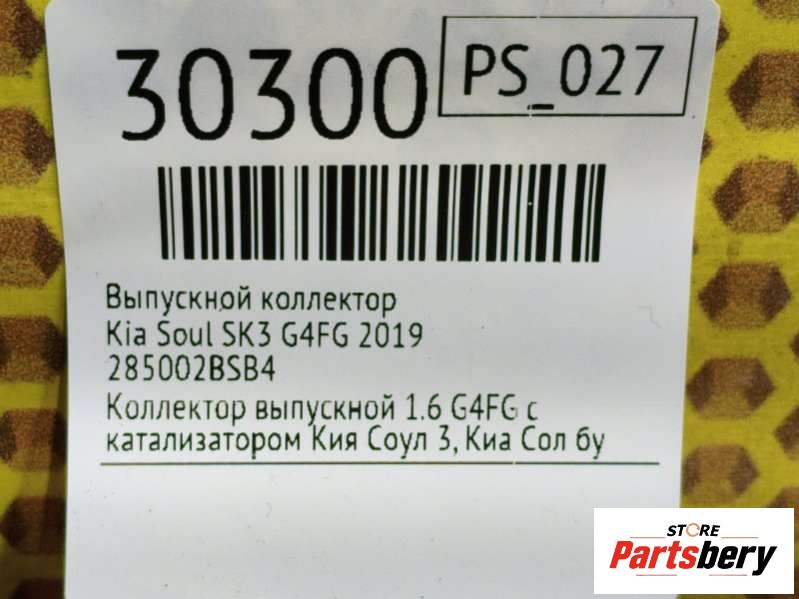 30300
PS_027
Выпускной коллектор
Kia Soul SK3 G4FG 2019
285002BSB4
Коллектор выпускной 1.6 G4FG с
катализатором Кия Соул 3, Киа Сол бу
STORE
Partsbery